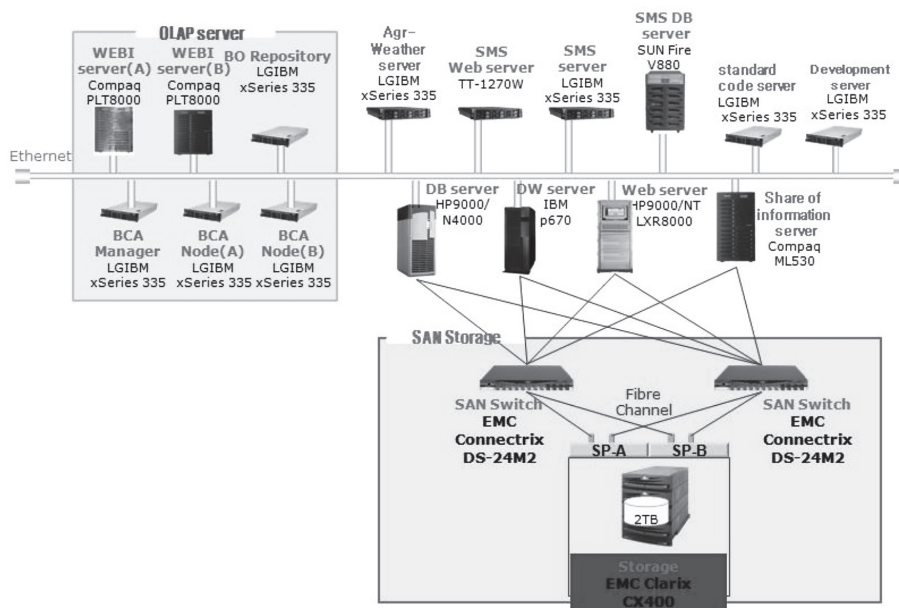 OLAP server
WEBI
server(A)
Compaq
PLT8000
WEBI
server(B)
Compaq
PLT8000
BO Repository
LGIBM
xSeries 335
Agr-
Weather
server
LGIBM
xSeries 335
SMS
Web server
TT-1270W
SMS
server
LGIBM
xSeries 335
SMS DB
server
SUN Fire
V880
standard
code server
LGIBM
xSeries 335
Development
server
LGIBM
xSeries 335
Ethernet
BCA
Manager
LGIBM
xSeries 335
BCA
Node(A)
LGIBM
xSeries 335
BCA
Node(B)
LGIBM
xSeries 335
DB server
HP9000/
N4000
DW server
IBM
p670
Web server
HP9000/NT
LXR8000
Share of
information
server
Compaq
ML530
SAN Storage
SAN Switch
EMC
Connectrix
DS-24M2
Fibre
Channel
SAN Switch
EMC
Connectrix
DS-24M2
SP-A
SP-B
2TB
Storage
EMC Clarix
CX400